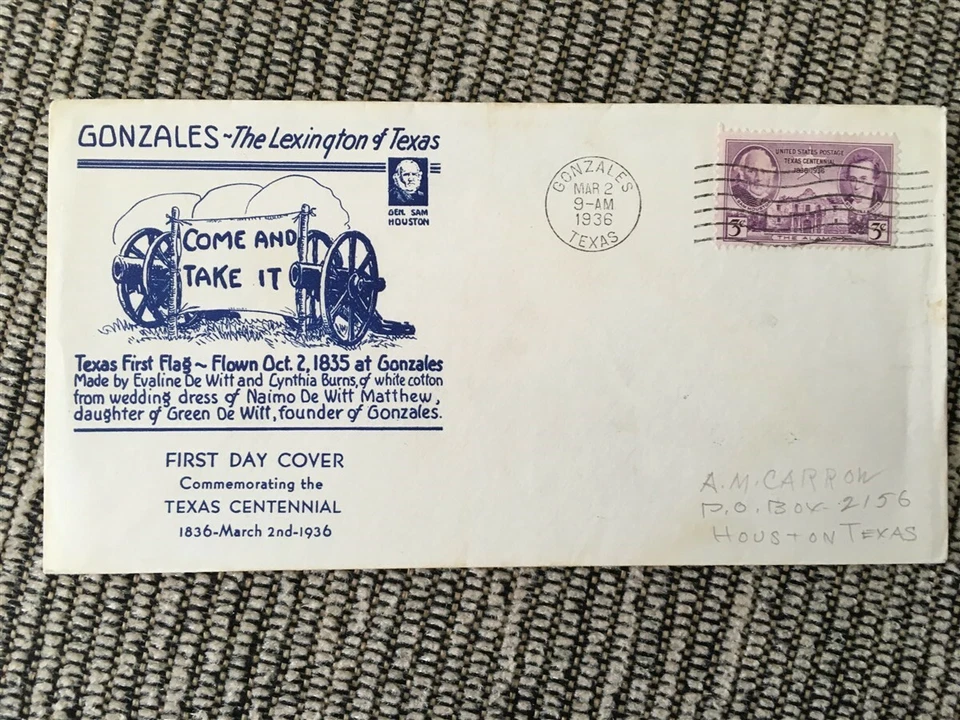 GONZALES ~ The Lexington of Texas
GEN. SAM
HOUSTON
COME AND
TAKE IT
Texas First Flag ~ Flown Oct. 2, 1835 at Gonzales
Made by Evaline De Witt and Cynthia Burns, of white cotton
from wedding dress of Naimo De Witt Matthew,
daughter of Green De Witt, founder of Gonzales.
FIRST DAY COVER
Commemorating the
TEXAS CENTENNIAL
1836-March 2nd-1936
GONZALES
MAR 2
9-AM
1936
TEXAS
UNITED STATES POSTAGE
TEXAS CENTENNIAL
1836-1936
3¢
3¢
THE ALAMO
A.M. CARROW
P.O. BOX 2156
HOUSTON TEXAS